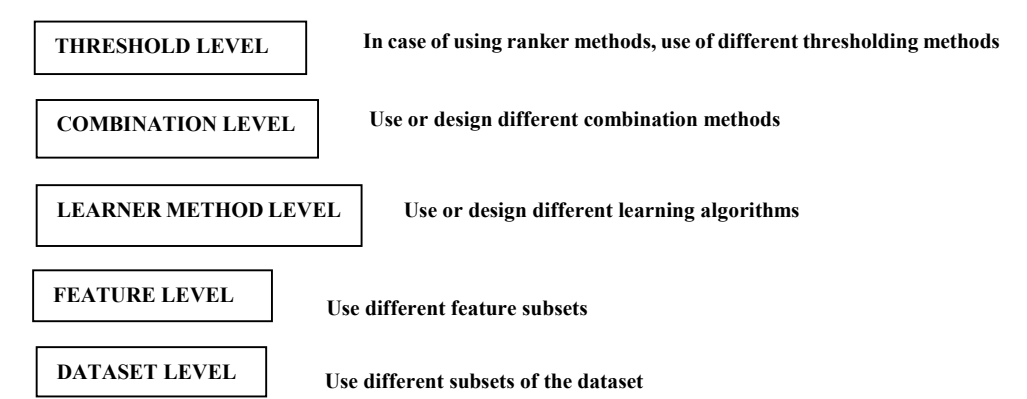 THRESHOLD LEVEL In case of using ranker methods, use of different thresholding methods
COMBINATION LEVEL Use or design different combination methods
LEARNER METHOD LEVEL Use or design different learning algorithms
FEATURE LEVEL Use different feature subsets
DATASET LEVEL Use different subsets of the dataset